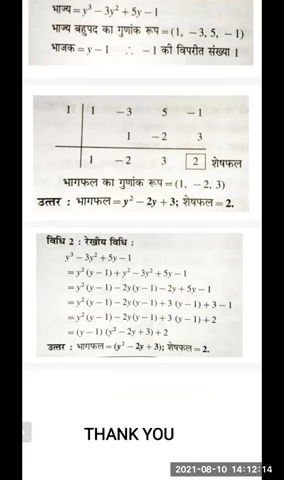 भाज्य = y³ − 3y² + 5y − 1
भाज्य बहुपद का गुणांक रूप = (1, −3, 5, −1)
भाजक = y − 1 ∴ −1 की विपरीत संख्या 1
1 | 1 −3 5 −1
1 −2 3
1 −2 3 2 शेषफल
भागफल का गुणांक रूप = (1, −2, 3)
उत्तर : भागफल = y² − 2y + 3; शेषफल = 2.
विधि 2 : रेखीय विधि :
y³ − 3y² + 5y − 1
= y²(y − 1) + y² − 3y² + 5y − 1
= y²(y − 1) − 2y(y − 1) − 2y + 5y − 1
= y²(y − 1) − 2y(y − 1) + 3 (y − 1) + 3 − 1
= y²(y − 1) − 2y(y − 1) + 3 (y − 1) + 2
= (y − 1) (y² − 2y + 3) + 2
उत्तर : भागफल = (y² − 2y + 3); शेषफल = 2.
THANK YOU
2021-08-10 14:12:14